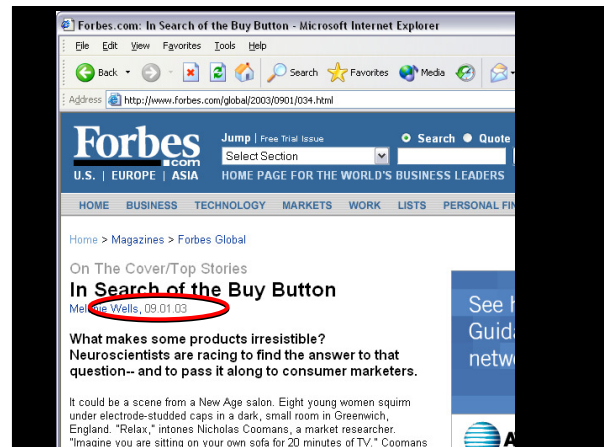 Forbes.com: In Search of the Buy Button - Microsoft Internet Explorer
File Edit View Favorites Tools Help
Back Search Favorites Media
Address http://www.forbes.com/global/2003/0901/034.html
Forbes .com
Jump | Free Trial Issue Search Quote
Select Section
U.S. | EUROPE | ASIA HOME PAGE FOR THE WORLD'S BUSINESS LEADERS
HOME BUSINESS TECHNOLOGY MARKETS WORK LISTS PERSONAL FIN
Home > Magazines > Forbes Global
On The Cover/Top Stories
In Search of the Buy Button
Melanie Wells, 09.01.03
What makes some products irresistible?
Neuroscientists are racing to find the answer to that
question-- and to pass it along to consumer marketers.
It could be a scene from a New Age salon. Eight young women squirm
under electrode-studded caps in a dark, small room in Greenwich,
England. "Relax," intones Nicholas Coomans, a market researcher.
"Imagine you are sitting on your own sofa for 20 minutes of TV." Coomans
See
Guid
netw
A